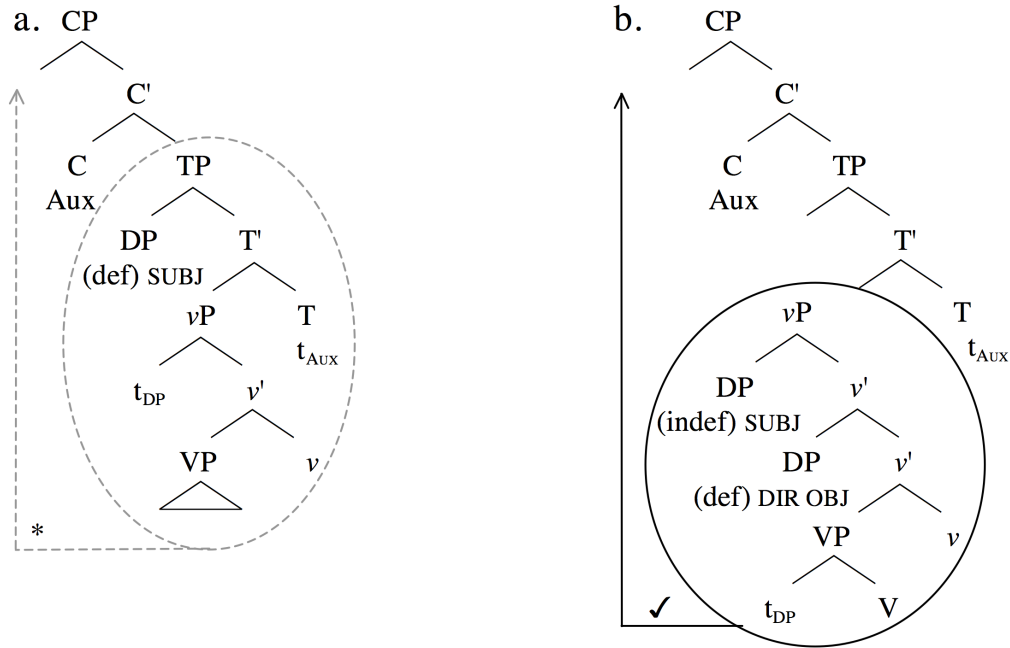 a. CP
C'
C TP
Aux
DP T'
(def) SUBJ
vP T
t_AUX
t_DP v'
VP v
*
b. CP
C'
C TP
Aux
T'
vP T
t_AUX
DP v'
(indef) SUBJ
DP v'
(def) DIR OBJ
VP v
t_DP V
✓